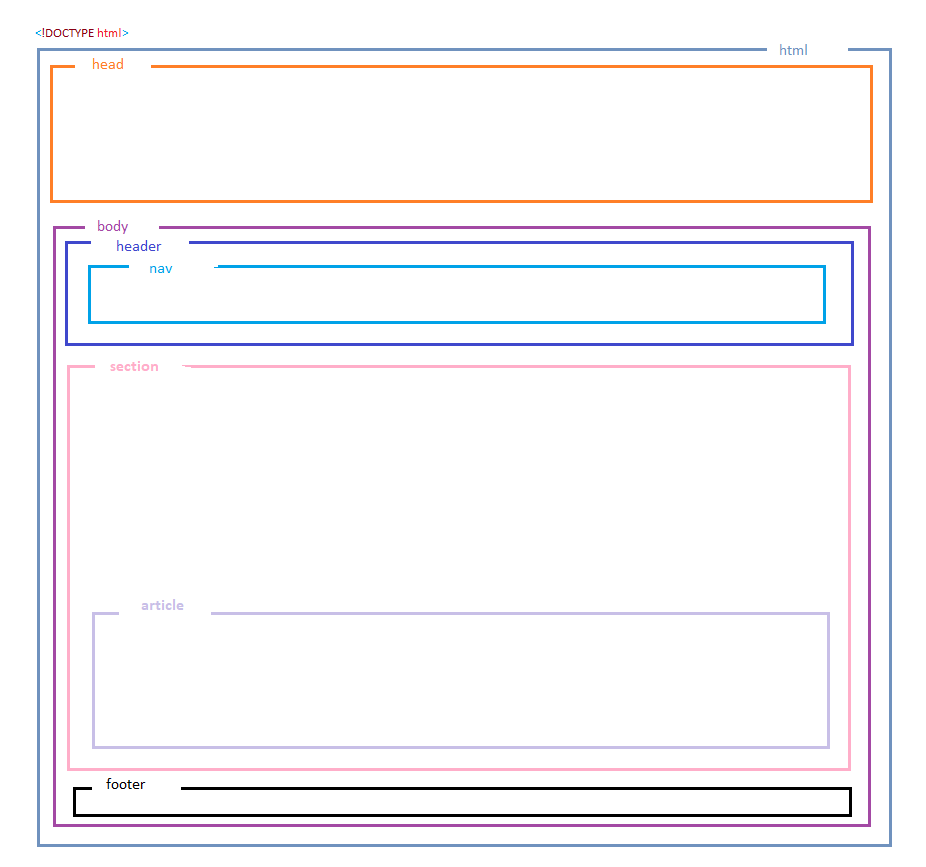 <!DOCTYPE html>
html
head
body
header
nav
section
article
footer